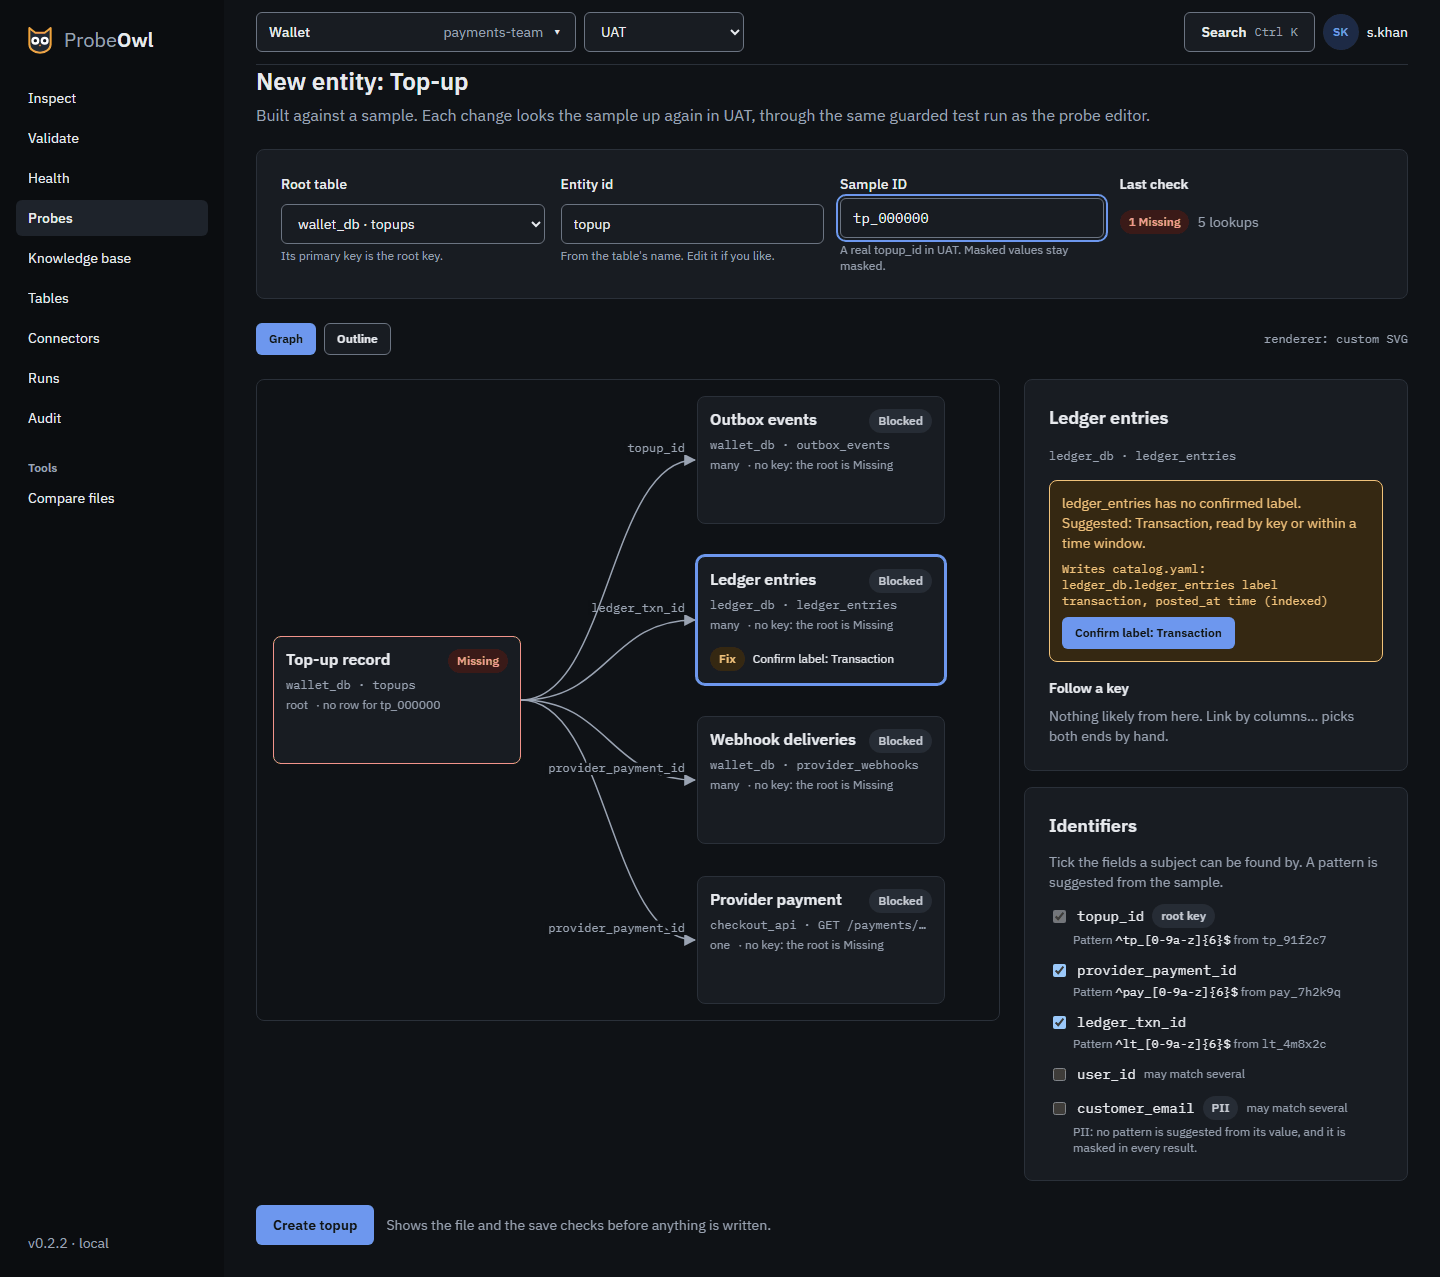 ProbeOwl
Wallet payments-team ▾
UAT
Search Ctrl K
SK s.khan
Inspect
Validate
Health
Probes
Knowledge base
Tables
Connectors
Runs
Audit
Tools
Compare files
v0.2.2 · local
New entity: Top-up
Built against a sample. Each change looks the sample up again in UAT, through the same guarded test run as the probe editor.
Root table
wallet_db · topups
Its primary key is the root key.
Entity id
topup
From the table's name. Edit it if you like.
Sample ID
tp_000000
A real topup_id in UAT. Masked values stay
masked.
Last check
1 Missing 5 lookups
Graph Outline
renderer: custom SVG
Top-up record Missing
wallet_db · topups
root · no row for tp_000000
topup_id
ledger_txn_id
provider_payment_id
provider_payment_id
Outbox events Blocked
wallet_db · outbox_events
many · no key: the root is Missing
Ledger entries Blocked
ledger_db · ledger_entries
many · no key: the root is Missing
Fix Confirm label: Transaction
Webhook deliveries Blocked
wallet_db · provider_webhooks
many · no key: the root is Missing
Provider payment Blocked
checkout_api · GET /payments/…
one · no key: the root is Missing
Ledger entries
ledger_db · ledger_entries
ledger_entries has no confirmed label.
Suggested: Transaction, read by key or within a
time window.
Writes catalog.yaml:
ledger_db.ledger_entries label
transaction, posted_at time (indexed)
Confirm label: Transaction
Follow a key
Nothing likely from here. Link by columns... picks
both ends by hand.
Identifiers
Tick the fields a subject can be found by. A pattern is
suggested from the sample.
topup_id root key
Pattern ^tp_[0-9a-z]{6}$ from tp_91f2c7
provider_payment_id
Pattern ^pay_[0-9a-z]{6}$ from pay_7h2k9q
ledger_txn_id
Pattern ^lt_[0-9a-z]{6}$ from lt_4m8x2c
user_id may match several
customer_email PII may match several
PII: no pattern is suggested from its value, and it is
masked in every result.
Create topup Shows the file and the save checks before anything is written.